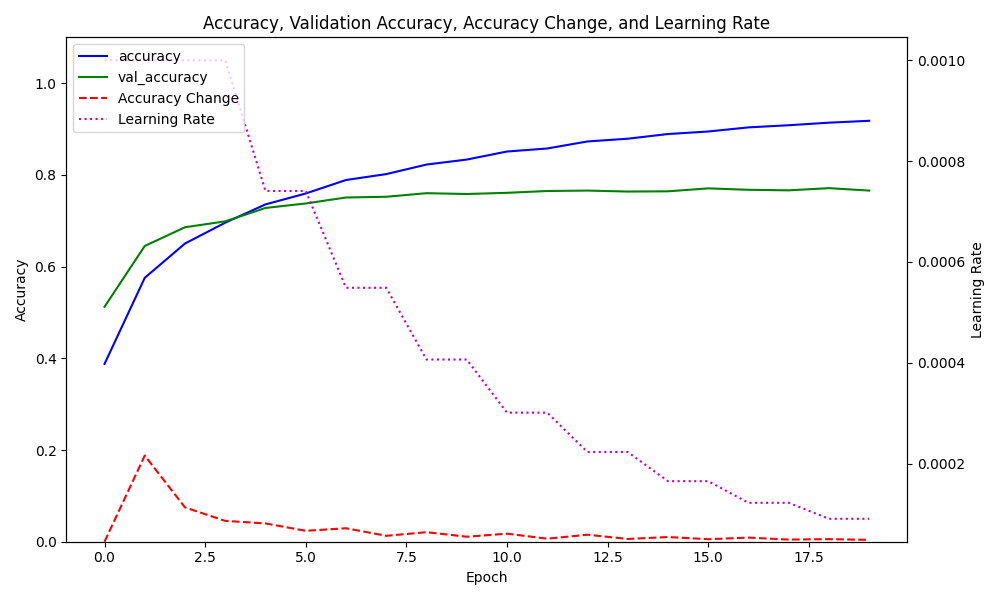 Accuracy, Validation Accuracy, Accuracy Change, and Learning Rate
accuracy
val_accuracy
Accuracy Change
Learning Rate
1.0
0.8
0.6
0.4
0.2
0.0
Accuracy
0.0010
0.0008
0.0006
0.0004
0.0002
Learning Rate
0.0
2.5
5.0
7.5
10.0
12.5
15.0
17.5
Epoch